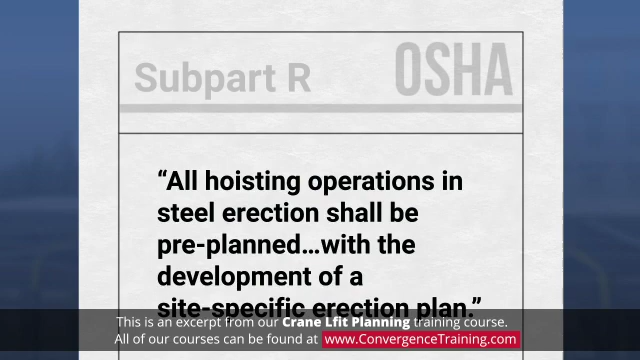 Subpart R OSHA
“All hoisting operations in
steel erection shall be
pre-planned...with the
development of a
site-specific erection plan.”
This is an excerpt from our Crane Lfit Planning training course.
All of our courses can be found at www.ConvergenceTraining.com